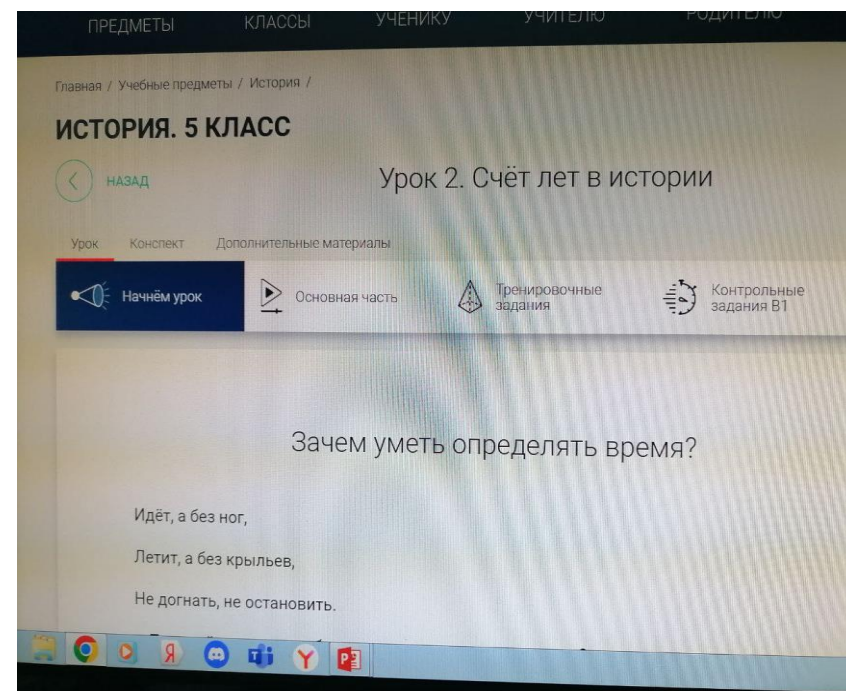 ПРЕДМЕТЫ КЛАССЫ УЧЕНИКУ УЧИТЕЛЮ РОДИТЕЛЮ
Главная / Учебные предметы / История /
ИСТОРИЯ. 5 КЛАСС
НАЗАД
Урок 2. Счёт лет в истории
Урок Конспект Дополнительные материалы
Начнём урок
Основная часть
Тренировочные
задания
Контрольные
задания В1
Зачем уметь определять время?
Идёт, а без ног,
Летит, а без крыльев,
Не догнать, не остановить.